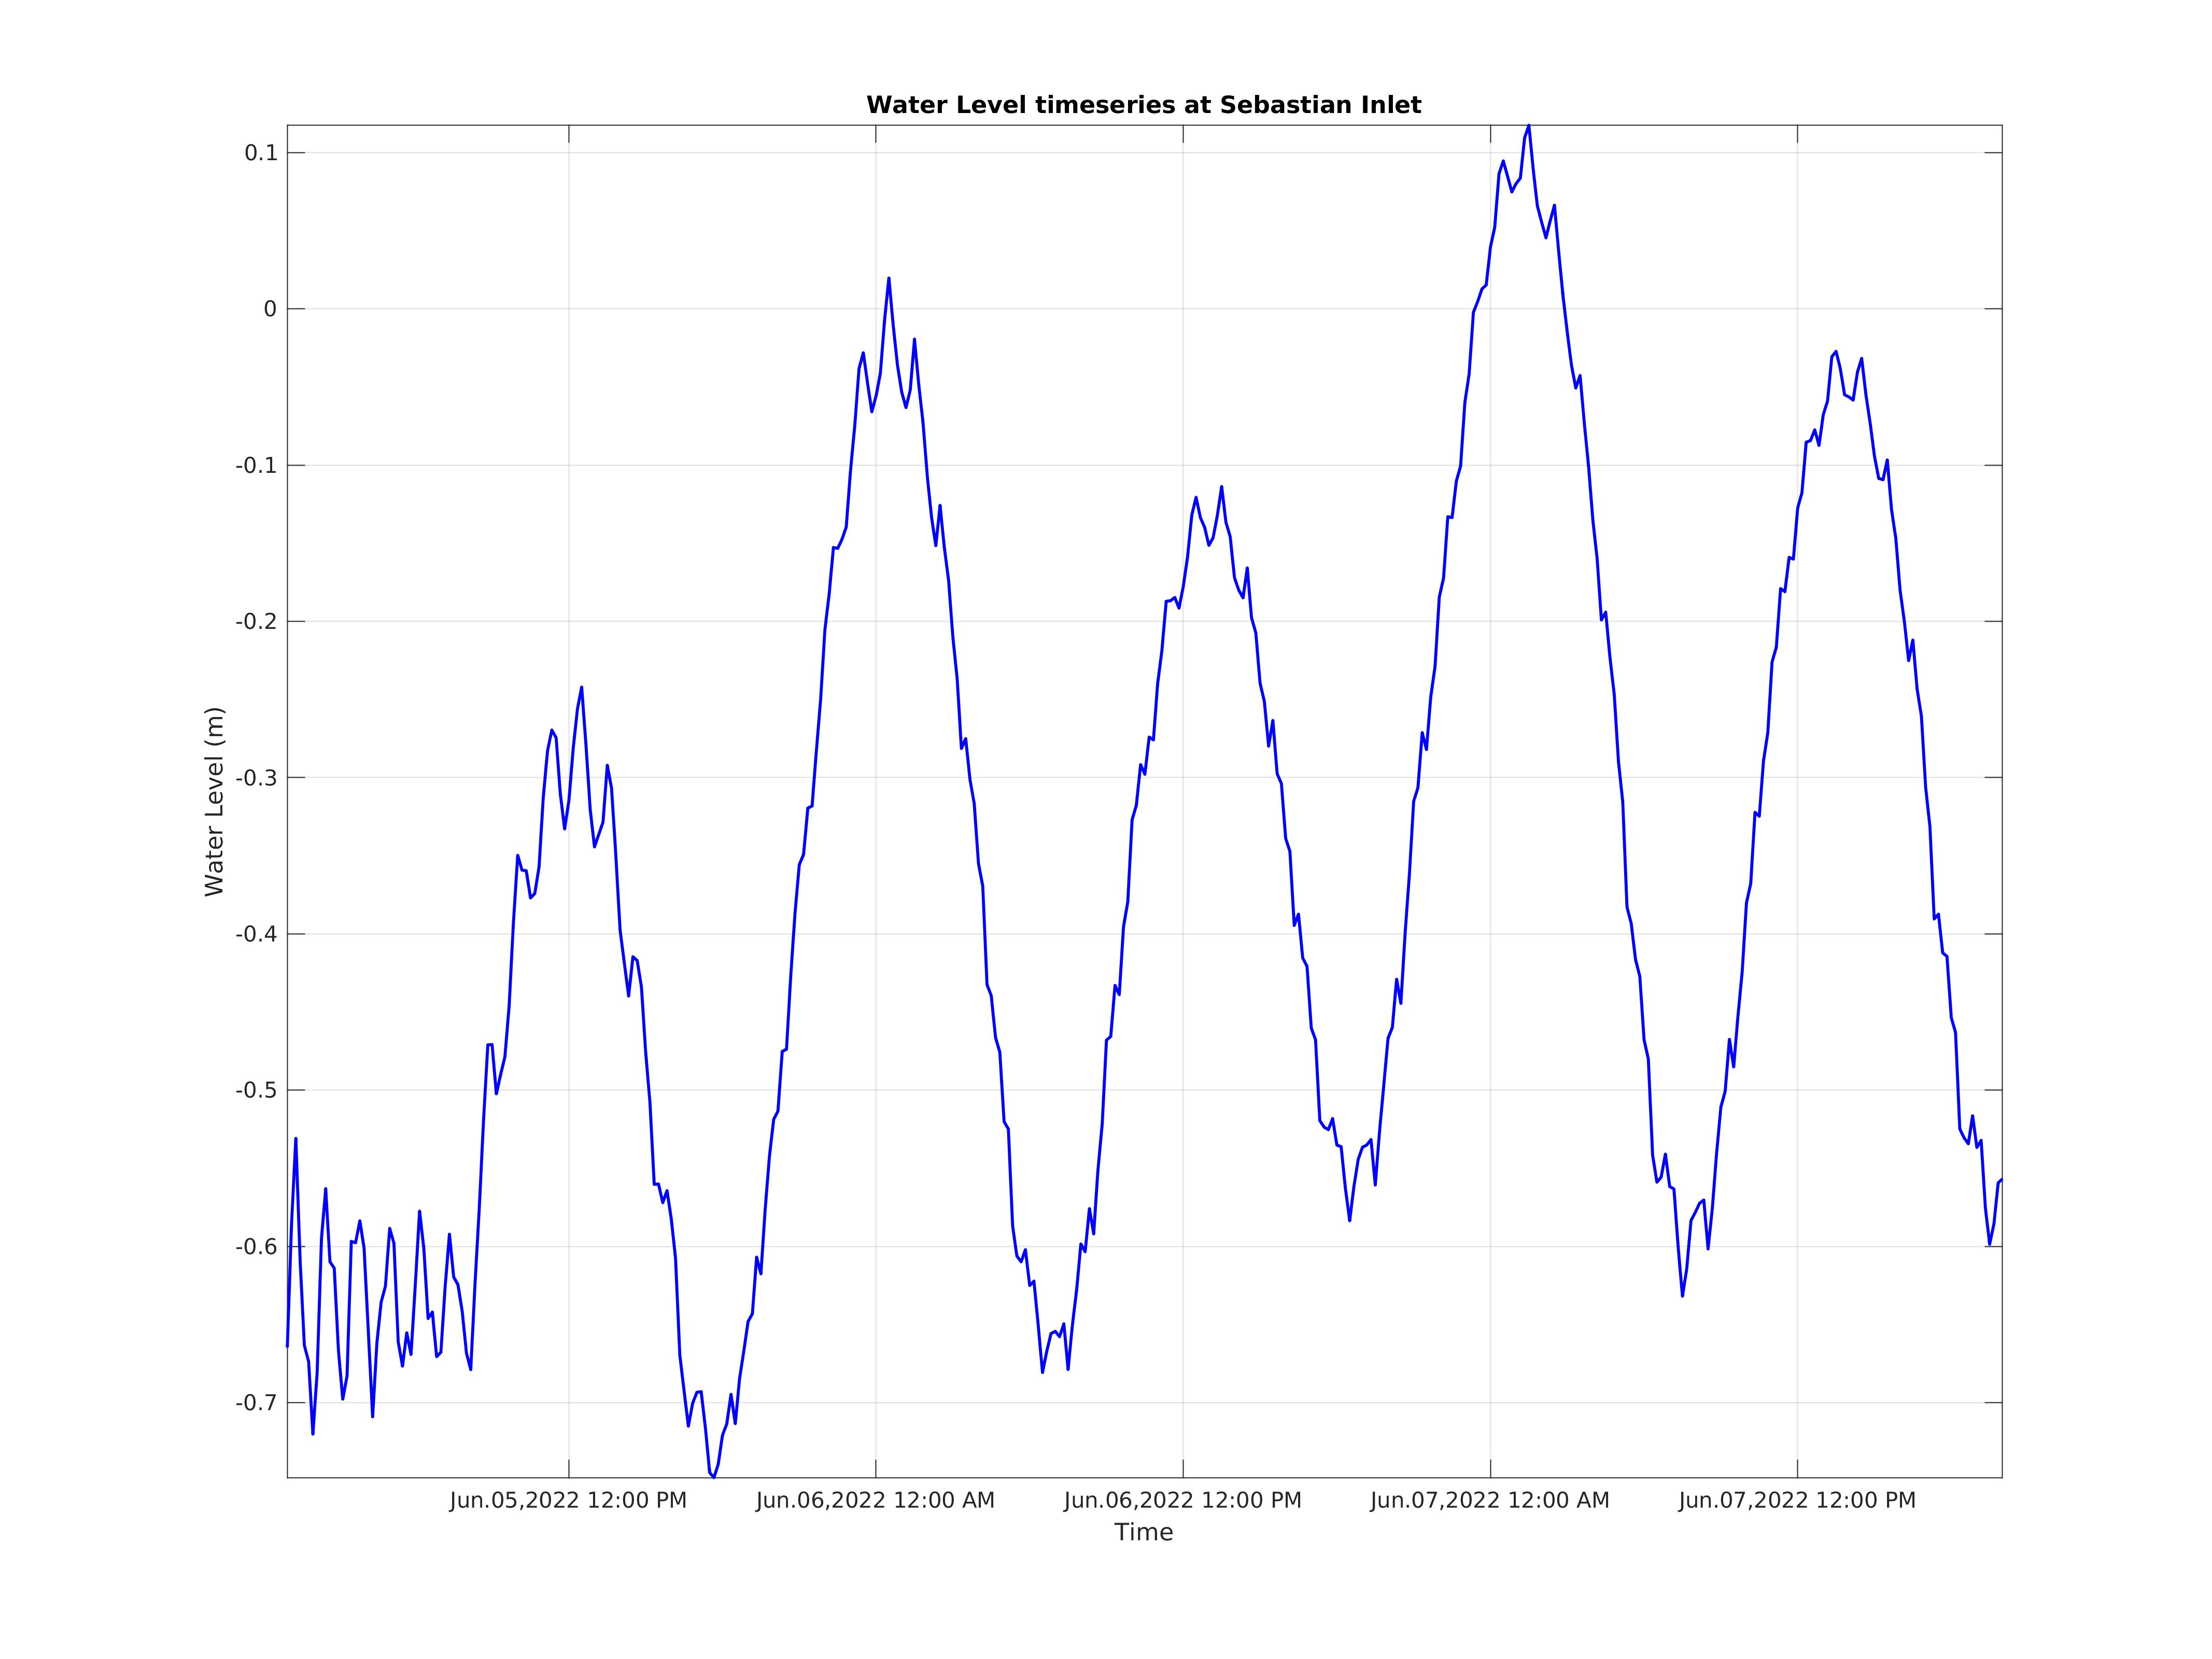 Water Level timeseries at Sebastian Inlet
0.1
0
-0.1
-0.2
-0.3
-0.4
-0.5
-0.6
-0.7
Water Level (m)
Jun.05,2022 12:00 PM
Jun.06,2022 12:00 AM
Jun.06,2022 12:00 PM
Jun.07,2022 12:00 AM
Jun.07,2022 12:00 PM
Time